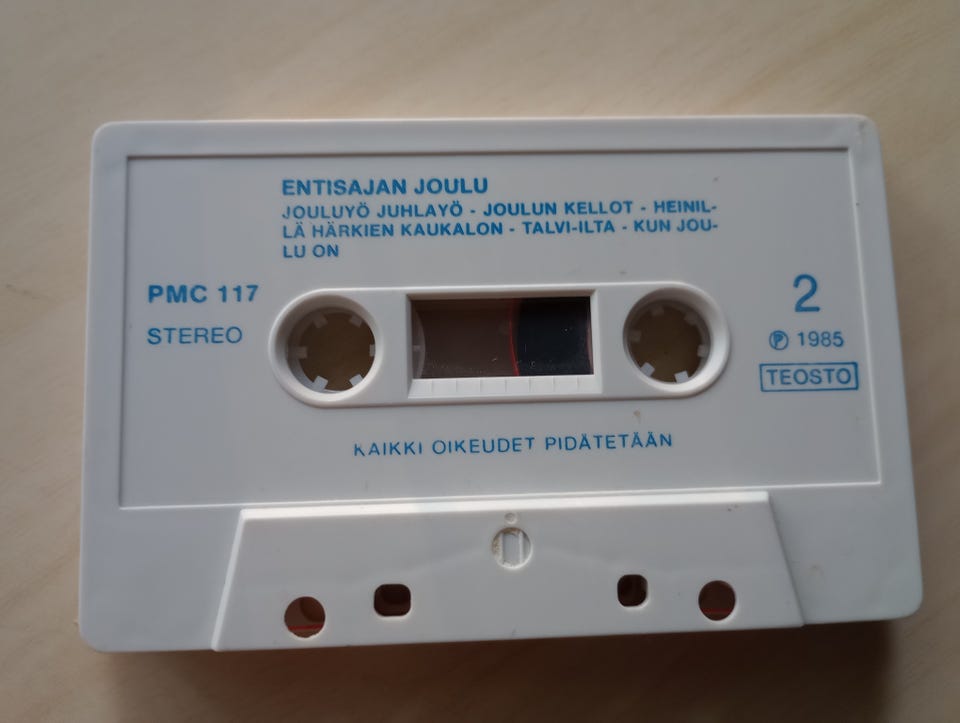 ENTISAJAN JOULU
JOULUYÖ JUHLAYÖ - JOULUN KELLOT - HEINIL-
LÄ HÄRKIEN KAUKALON - TALVI-ILTA - KUN JOU-
LU ON
PMC 117
STEREO
2
℗ 1985
TEOSTO
KAIKKI OIKEUDET PIDÄTETÄÄN